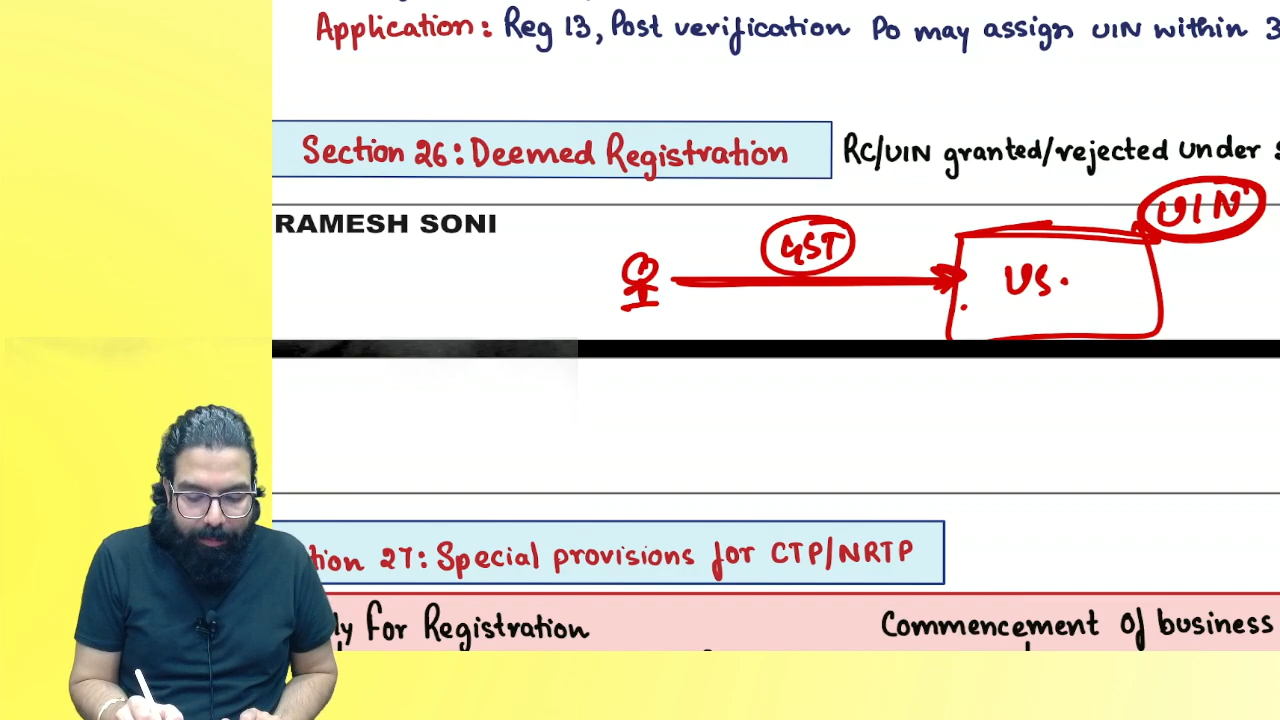 Application: Reg 13, Post verification PO may assign UIN within 3
Section 26: Deemed Registration
RC/UIN granted/rejected under
UIN
RAMESH SONI
GST
US.
tion 27: Special provisions for CTP/NRTP
ly for Registration
Commencement of business